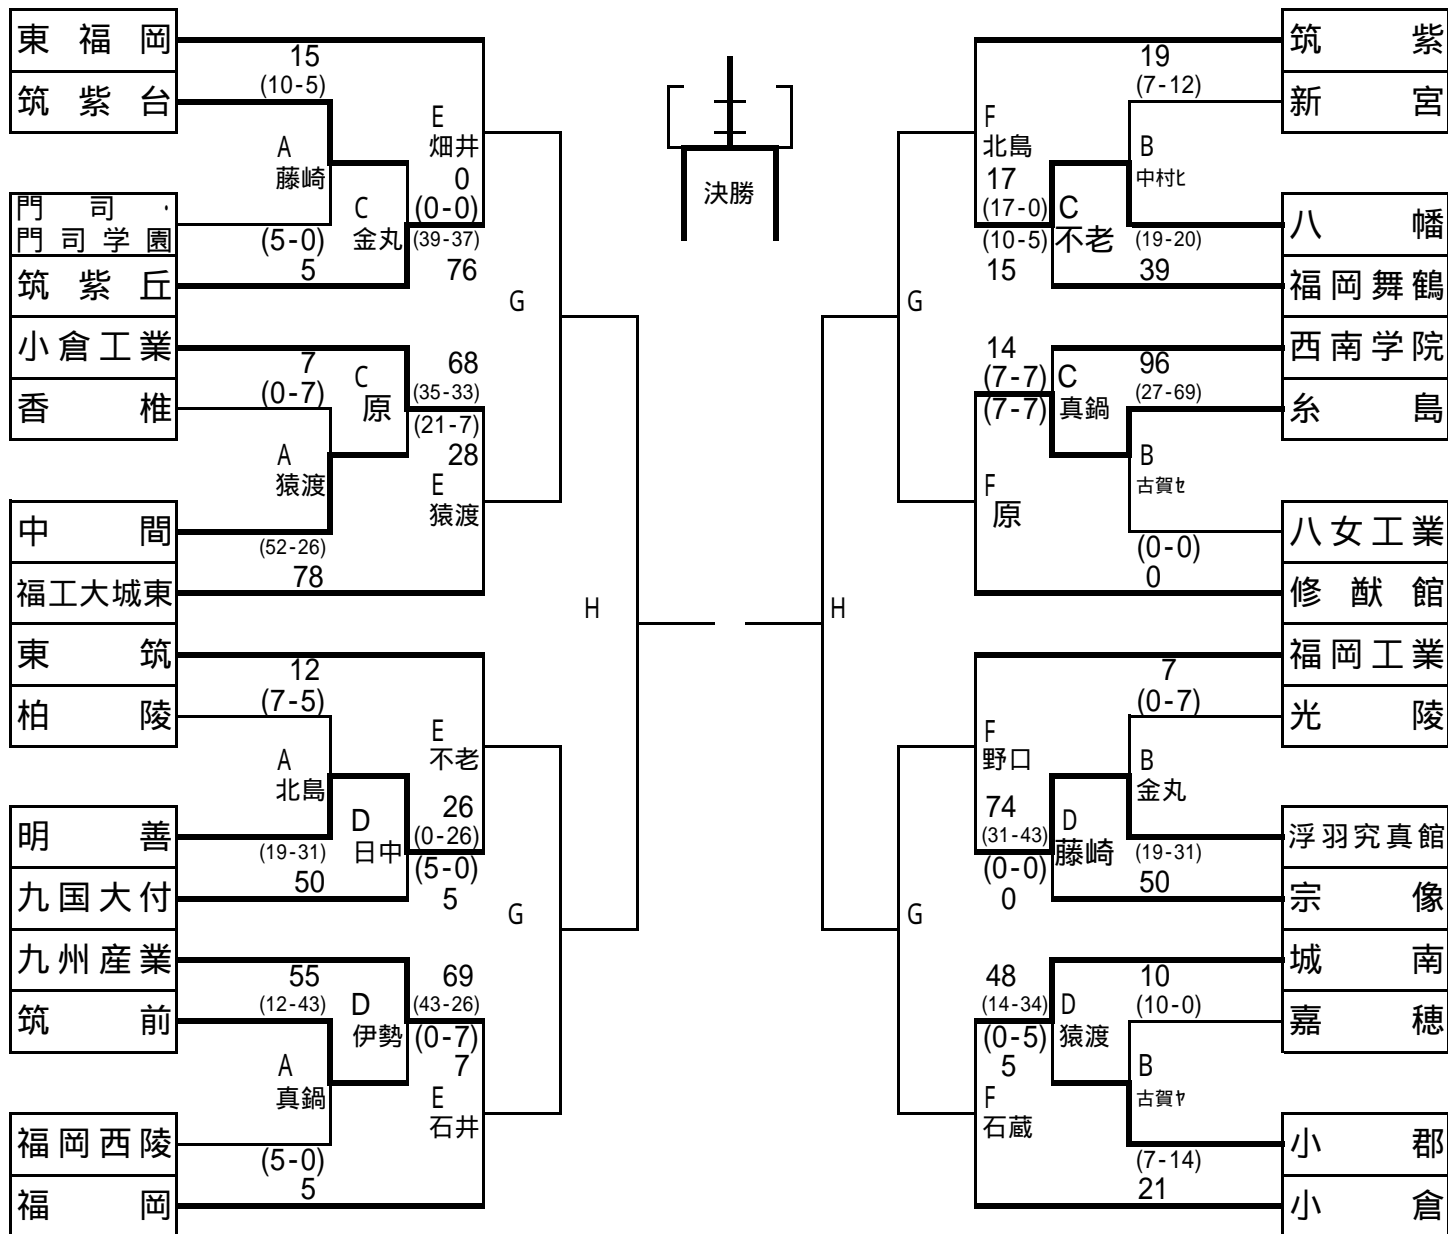 東福岡
15
(10-5)
筑紫台
A
藤崎
E
畑井
0
(0-0)
門司・
門司学園
(5-0)
5
C
金丸
(39-37)
76
筑紫丘
G
小倉工業
7
(0-7)
C
原
68
(35-33)
香椎
(21-7)
28
A
猿渡
E
猿渡
中間
(52-26)
78
福工大城東
H
東筑
12
(7-5)
柏陵
E
不老
A
北島
26
(0-26)
D
日中
明善
(19-31)
50
(5-0)
5
九国大付
G
九州産業
55
(12-43)
D
伊勢
69
(43-26)
筑前
(0-7)
7
A
真鍋
E
石井
福岡西陵
(5-0)
5
福岡
決勝
筑紫
19
(7-12)
新宮
F
北島
17
(17-0)
B
中村ヒ
C
不老
(10-5)
15
八幡
(19-20)
39
福岡舞鶴
G
14
(7-7)
C
真鍋
西南学院
96
(27-69)
糸島
(7-7)
B
古賀セ
F
原
八女工業
(0-0)
0
修猷館
H
福岡工業
7
(0-7)
光陵
F
野口
B
金丸
74
(31-43)
D
藤崎
浮羽究真館
(19-31)
50
(0-0)
0
宗像
G
城南
10
(10-0)
48
(14-34)
D
猿渡
嘉穂
(0-5)
5
B
古賀ヤ
F
石蔵
小郡
(7-14)
21
小倉